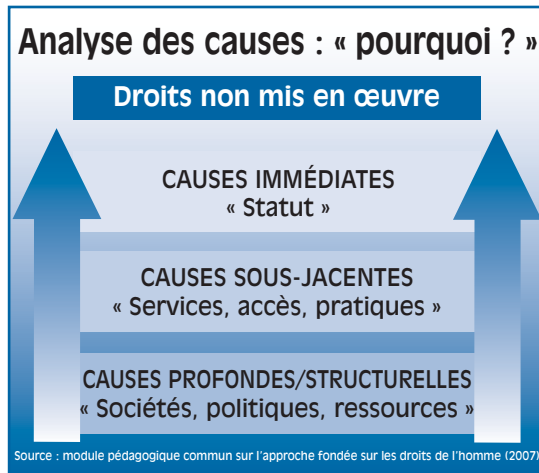 Analyse des causes : « pourquoi ? »
Droits non mis en œuvre
CAUSES IMMÉDIATES
« Statut »
CAUSES SOUS-JACENTES
« Services, accès, pratiques »
CAUSES PROFONDES/STRUCTURELLES
« Sociétés, politiques, ressources »
Source : module pédagogique commun sur l'approche fondée sur les droits de l'homme (2007)